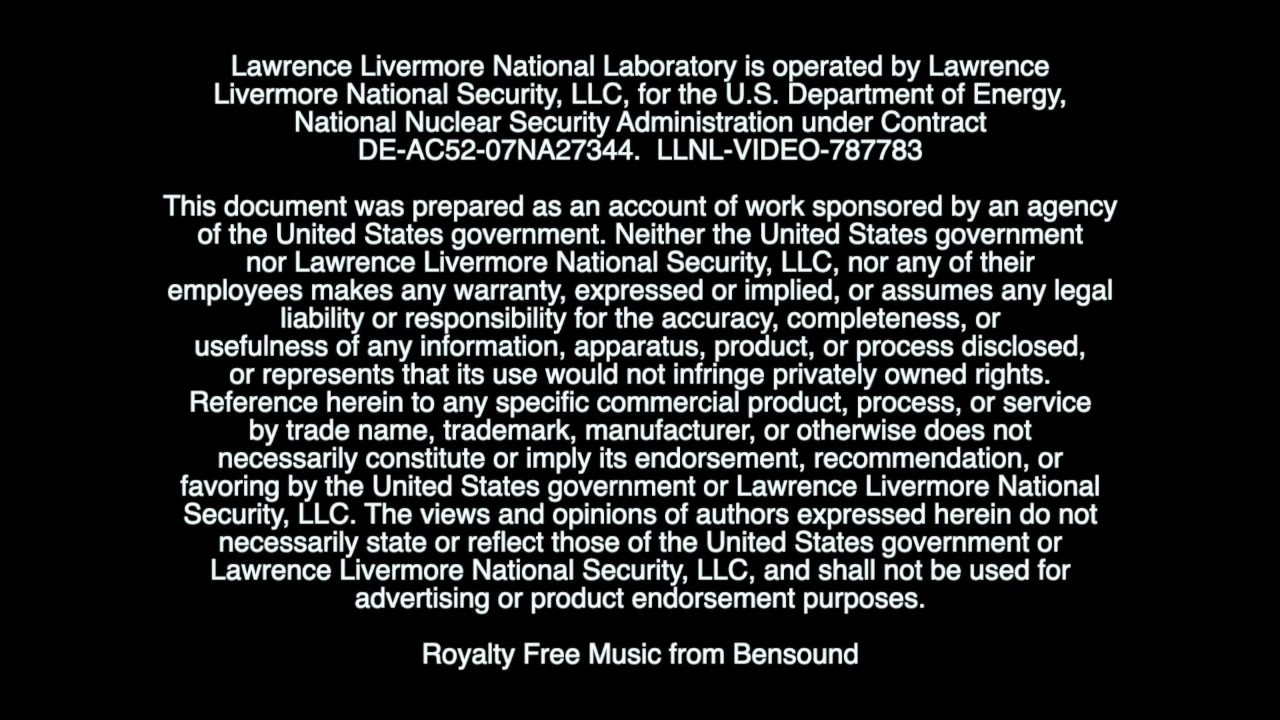 Lawrence Livermore National Laboratory is operated by Lawrence
Livermore National Security, LLC, for the U.S. Department of Energy,
National Nuclear Security Administration under Contract
DE-AC52-07NA27344.  LLNL-VIDEO-787783
This document was prepared as an account of work sponsored by an agency
of the United States government. Neither the United States government
nor Lawrence Livermore National Security, LLC, nor any of their
employees makes any warranty, expressed or implied, or assumes any legal
liability or responsibility for the accuracy, completeness, or
usefulness of any information, apparatus, product, or process disclosed,
or represents that its use would not infringe privately owned rights.
Reference herein to any specific commercial product, process, or service
by trade name, trademark, manufacturer, or otherwise does not
necessarily constitute or imply its endorsement, recommendation, or
favoring by the United States government or Lawrence Livermore National
Security, LLC. The views and opinions of authors expressed herein do not
necessarily state or reflect those of the United States government or
Lawrence Livermore National Security, LLC, and shall not be used for
advertising or product endorsement purposes.
Royalty Free Music from Bensound